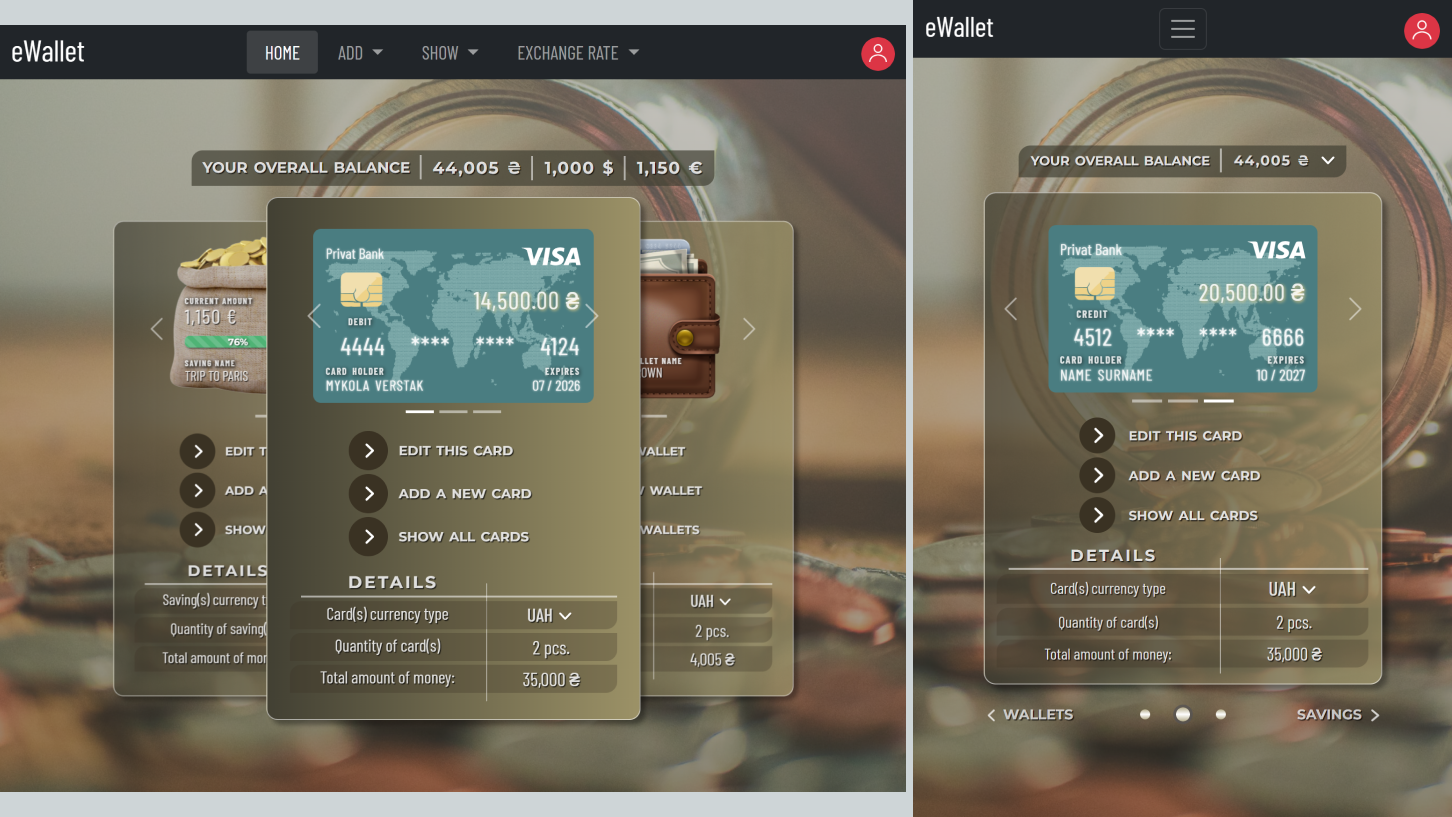 eWallet
HOME
ADD
SHOW
EXCHANGE RATE
YOUR OVERALL BALANCE 44,005 ₴ 1,000 $ 1,150 €
CURRENT AMOUNT
1,150 €
76%
SAVING NAME
TRIP TO PARIS
EDIT T
ADD A
SHOW
DETAILS
Saving(s) currency t
Quantity of saving(
Total amount of mon
Privat Bank
VISA
14,500.00 ₴
DEBIT
4444 **** **** 4124
CARD HOLDER
EXPIRES
MYKOLA VERSTAK
07 / 2026
EDIT THIS CARD
ADD A NEW CARD
SHOW ALL CARDS
DETAILS
Card(s) currency type
UAH
Quantity of card(s)
2 pcs.
Total amount of money:
35,000 ₴
LLET NAME
OWN
WALLET
WALLET
WALLETS
UAH
2 pcs.
4,005 ₴
eWallet
YOUR OVERALL BALANCE 44,005 ₴
Privat Bank
VISA
20,500.00 ₴
CREDIT
4512 **** **** 6666
CARD HOLDER
EXPIRES
NAME SURNAME
10 / 2027
EDIT THIS CARD
ADD A NEW CARD
SHOW ALL CARDS
DETAILS
Card(s) currency type
UAH
Quantity of card(s)
2 pcs.
Total amount of money:
35,000 ₴
WALLETS
SAVINGS